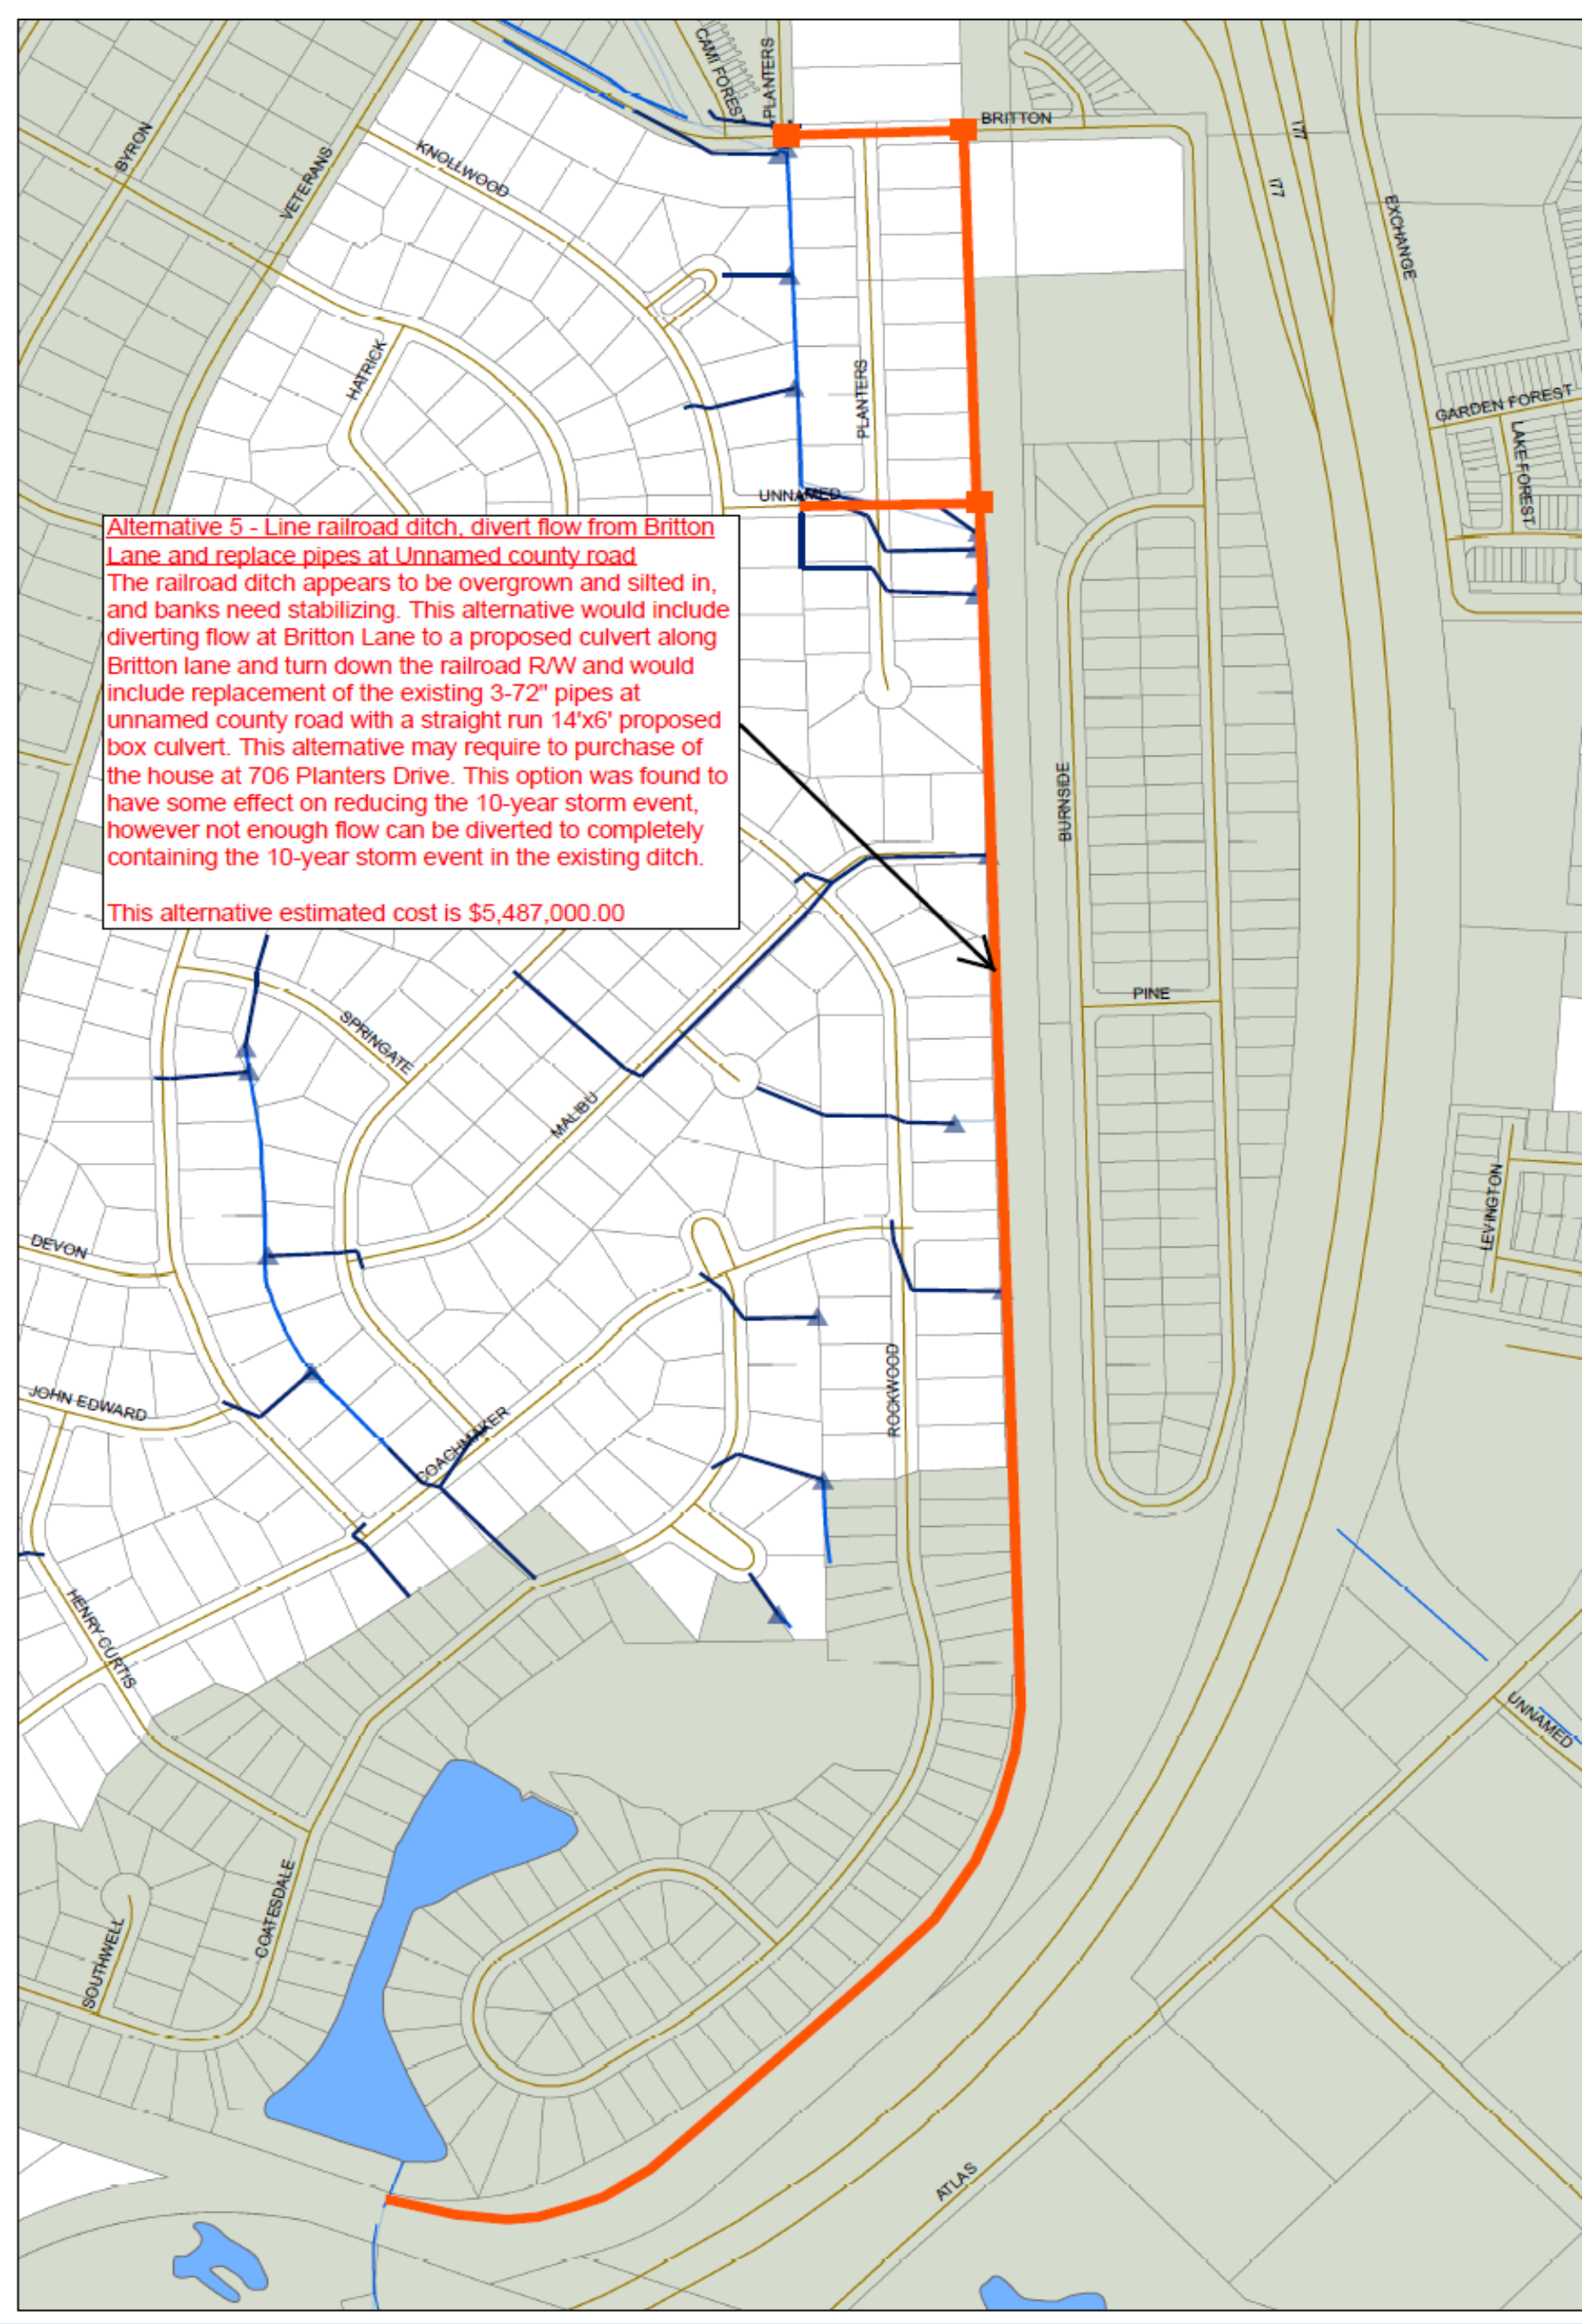 CAMI FOREST
PLANTERS
BRITTON
I77
I77
BYRON
VETERANS
KNOLLWOOD
EXCHANGE
HATRICK
PLANTERS
GARDEN FOREST
LAKE FOREST
UNNAMED
Alternative 5 - Line railroad ditch, divert flow from Britton
Lane and replace pipes at Unnamed county road
The railroad ditch appears to be overgrown and silted in,
and banks need stabilizing. This alternative would include
diverting flow at Britton Lane to a proposed culvert along
Britton lane and turn down the railroad R/W and would
include replacement of the existing 3-72" pipes at
unnamed county road with a straight run 14'x6' proposed
box culvert. This alternative may require to purchase of
the house at 706 Planters Drive. This option was found to
have some effect on reducing the 10-year storm event,
however not enough flow can be diverted to completely
containing the 10-year storm event in the existing ditch.
This alternative estimated cost is $5,487,000.00
BURNSIDE
PINE
SPRINGATE
MALIBU
LEVINGTON
DEVON
JOHN EDWARD
COACHMAKER
ROCKWOOD
HENRY CURTIS
UNNAMED
COATESDALE
SOUTHWELL
ATLAS